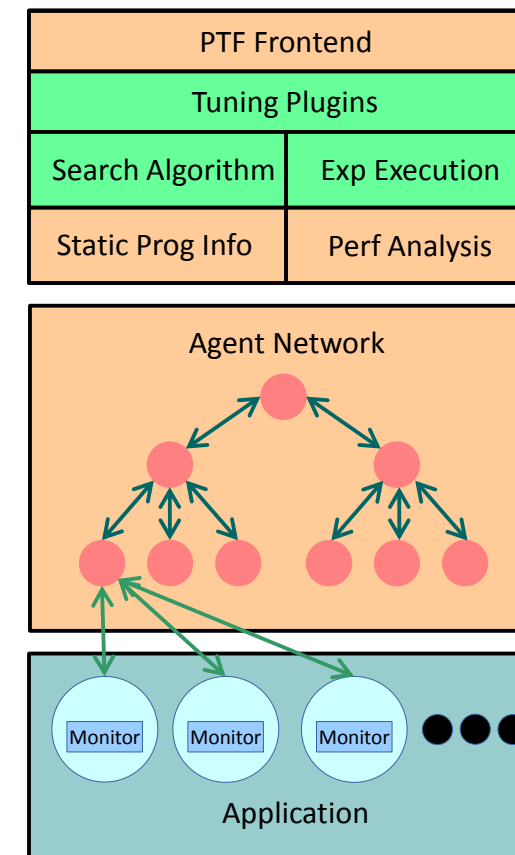 PTF Frontend
Tuning Plugins
Search Algorithm
Exp Execution
Static Prog Info
Perf Analysis
Agent Network
Monitor
Monitor
Monitor
Application